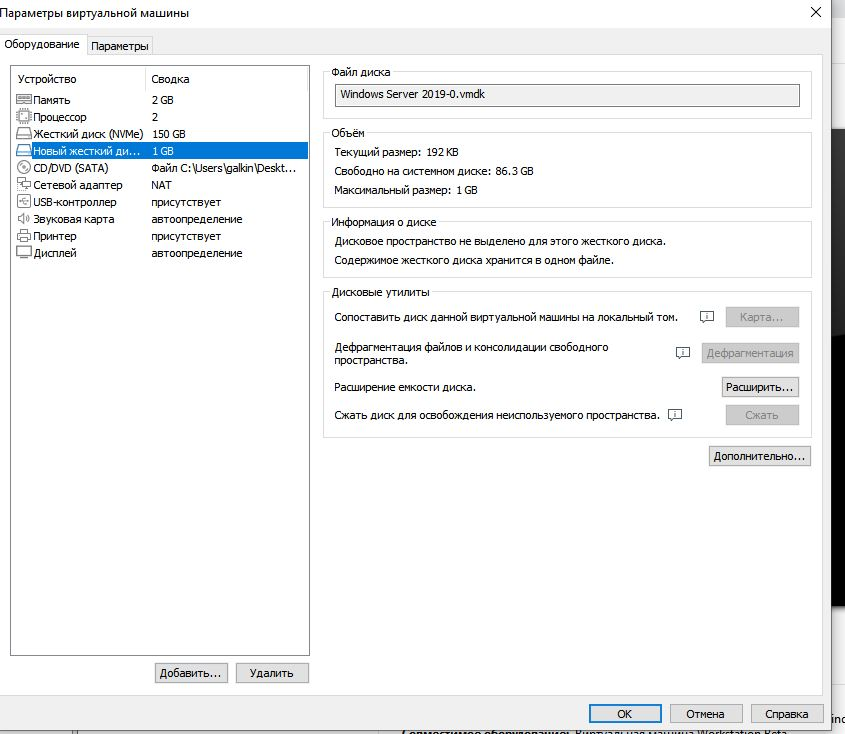 Параметры виртуальной машины
Оборудование Параметры
Устройство Сводка
Память 2 GB
Процессор 2
Жесткий диск (NVMe) 150 GB
Новый жесткий ди... 1 GB
CD/DVD (SATA) Файл C:\Users\galkin\Deskt...
Сетевой адаптер NAT
USB-контроллер присутствует
Звуковая карта автоопределение
Принтер присутствует
Дисплей автоопределение
Добавить... Удалить
Файл диска
Windows Server 2019-0.vmdk
Объём
Текущий размер: 192 KB
Свободно на системном диске: 86.3 GB
Максимальный размер: 1 GB
Информация о диске
Дисковое пространство не выделено для этого жесткого диска.
Содержимое жесткого диска хранится в одном файле.
Дисковые утилиты
Сопоставить диск данной виртуальной машины на локальный том. Карта...
Дефрагментация файлов и консолидации свободного
пространства. Дефрагментация
Расширение емкости диска. Расширить...
Сжать диск для освобождения неиспользуемого пространства. Сжать
Дополнительно...
OK Отмена Справка